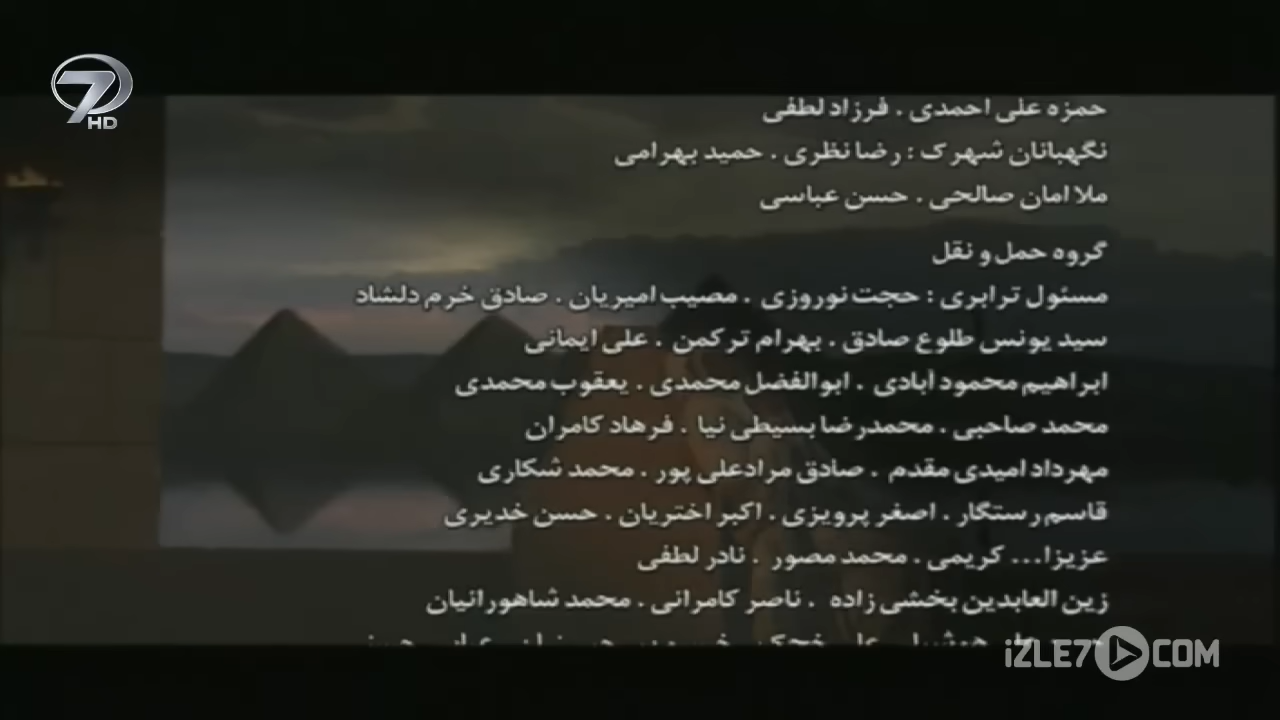 7
HD
حمزه علی احمدی . فرزاد لطفی
نگهبانان شهرک : رضا نظری . حمید بهرامی
ملا امان صالحی . حسن عباسی
گروه حمل و نقل
مسئول ترابری : حجت نوروزی . مصیب امیریان . صادق خرم دلشاد
سید یونس طلوع صادق . بهرام ترکمن . علی ایمانی
ابراهیم محمود آبادی . ابوالفضل محمدی . یعقوب محمدی
محمد صاحبی . محمدرضا بسیطی نیا . فرهاد کامران
مهرداد امیدی مقدم . صادق مرادعلی پور . محمد شکاری
قاسم رستگار . اصغر پرویزی . اکبر اختریان . حسن خدیری
عزیزا... کریمی . محمد مصور . نادر لطفی
زین العابدین بخشی زاده . ناصر کامرانی . محمد شاهورانیان
iZLE7 COM